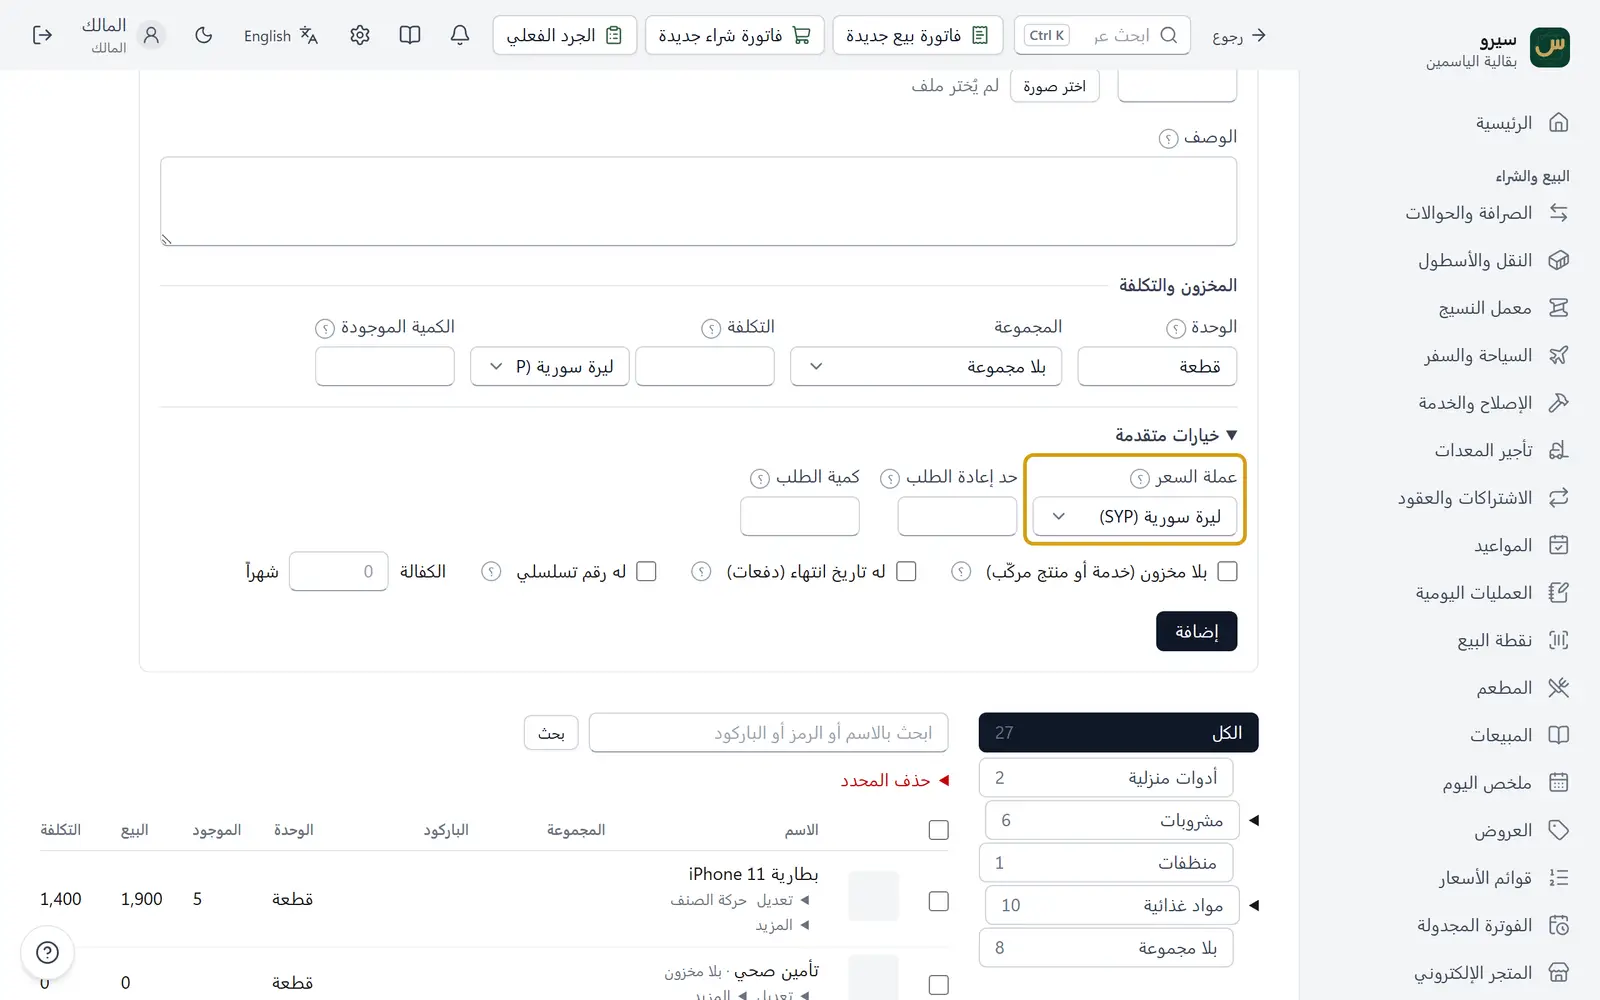 سيرو
بقالية الياسمين
رجوع
Ctrl K
فاتورة بيع جديدة
فاتورة شراء جديدة
الجرد الفعلي
English
المالك
المالك
الرئيسية
البيع والشراء
الصرافة والحوالات
النقل والأسطول
معمل النسيج
السياحة والسفر
الإصلاح والخدمة
تأجير المعدات
الاشتراكات والعقود
المواعيد
العمليات اليومية
نقطة البيع
المطعم
المبيعات
ملخص اليوم
العروض
قوائم الأسعار
الفوترة المجدولة
المتجر الإلكتروني
اختر صورة
لم يُختر ملف
الوصف ؟
المخزون والتكلفة
الوحدة ؟ المجموعة التكلفة ؟ الكمية الموجودة ؟
قطعة بلا مجموعة ليرة سورية (P
▼ خيارات متقدمة
عملة السعر ؟ حد إعادة الطلب ؟ كمية الطلب ؟
ليرة سورية (SYP)
بلا مخزون (خدمة أو منتج مركّب) ؟ له تاريخ انتهاء (دفعات) ؟ له رقم تسلسلي ؟ الكفالة 0 شهراً
إضافة
الكل 27
أدوات منزلية 2
مشروبات 6
منظفات 1
مواد غذائية 10
بلا مجموعة 8
ابحث بالاسم أو الرمز أو الباركود
بحث
حذف المحدد
الاسم المجموعة الباركود الوحدة الموجود البيع التكلفة
بطارية iPhone 11
قطعة 5 1,900 1,400
تعديل حركة الصنف
المزيد
تأمين صحي · بلا مخزون
قطعة 0 0
تعديل المزيد